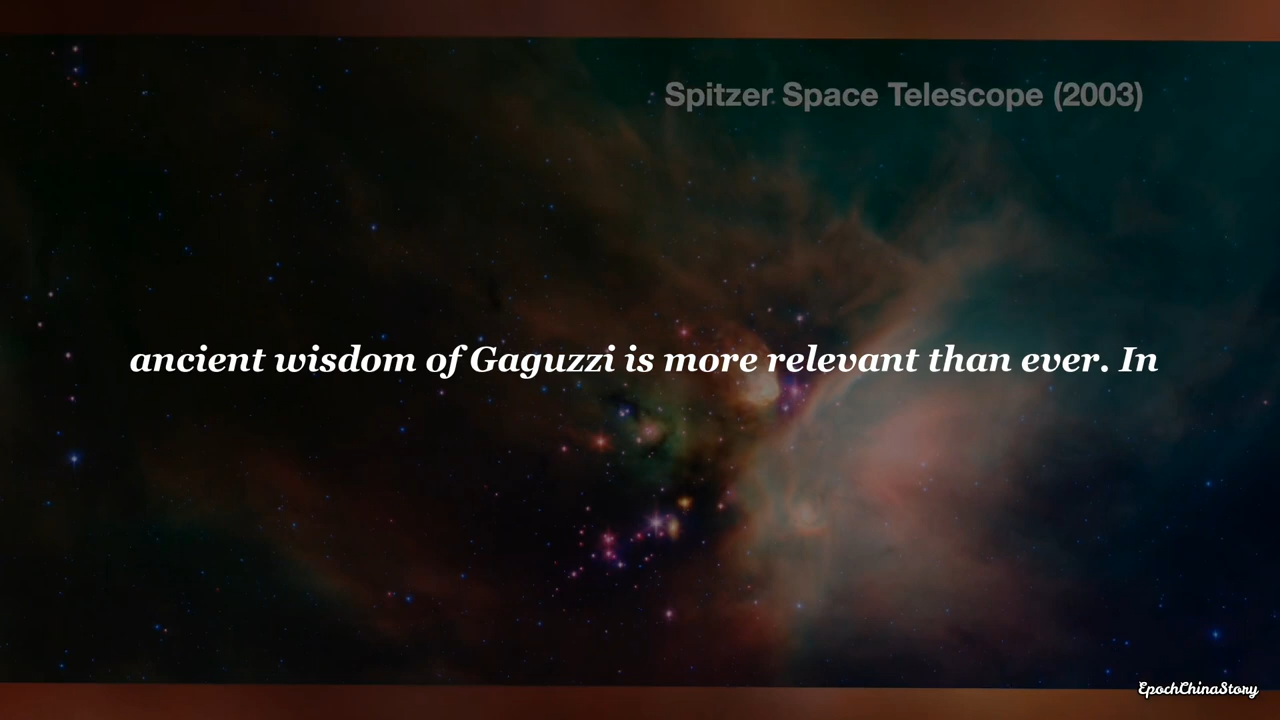 Spitzer Space Telescope (2003)
ancient wisdom of Gaguzzi is more relevant than ever. In
EpochChinaStory